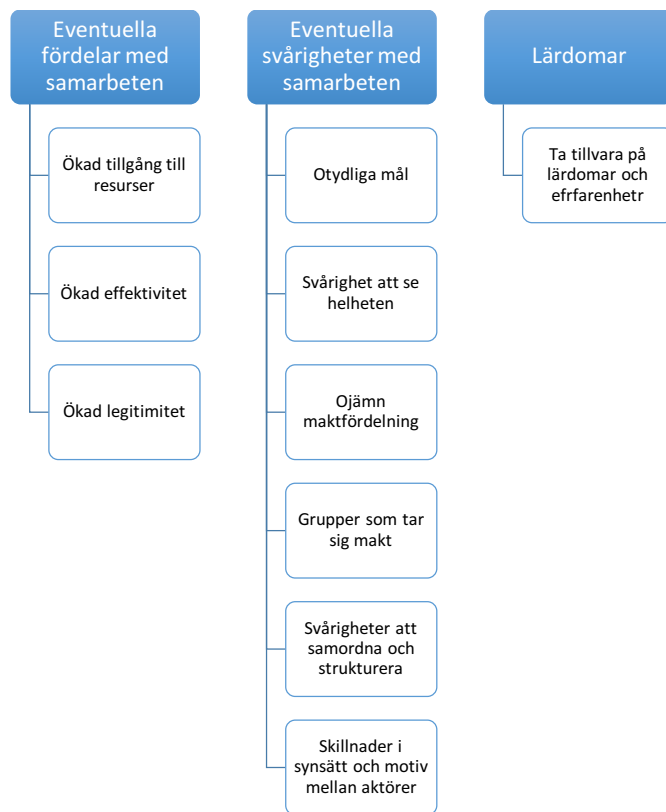 Eventuella
fördelar med
samarbeten
Ökad tillgång till
resurser
Ökad effektivitet
Ökad legitimitet
Eventuella
svårigheter med
samarbeten
Otydliga mål
Svårighet att se
helheten
Ojämn
maktfördelning
Grupper som tar
sig makt
Svårigheter att
samordna och
strukturera
Skillnader i
synsätt och motiv
mellan aktörer
Lärdomar
Ta tillvara på
lärdomar och
efrfarenhetr